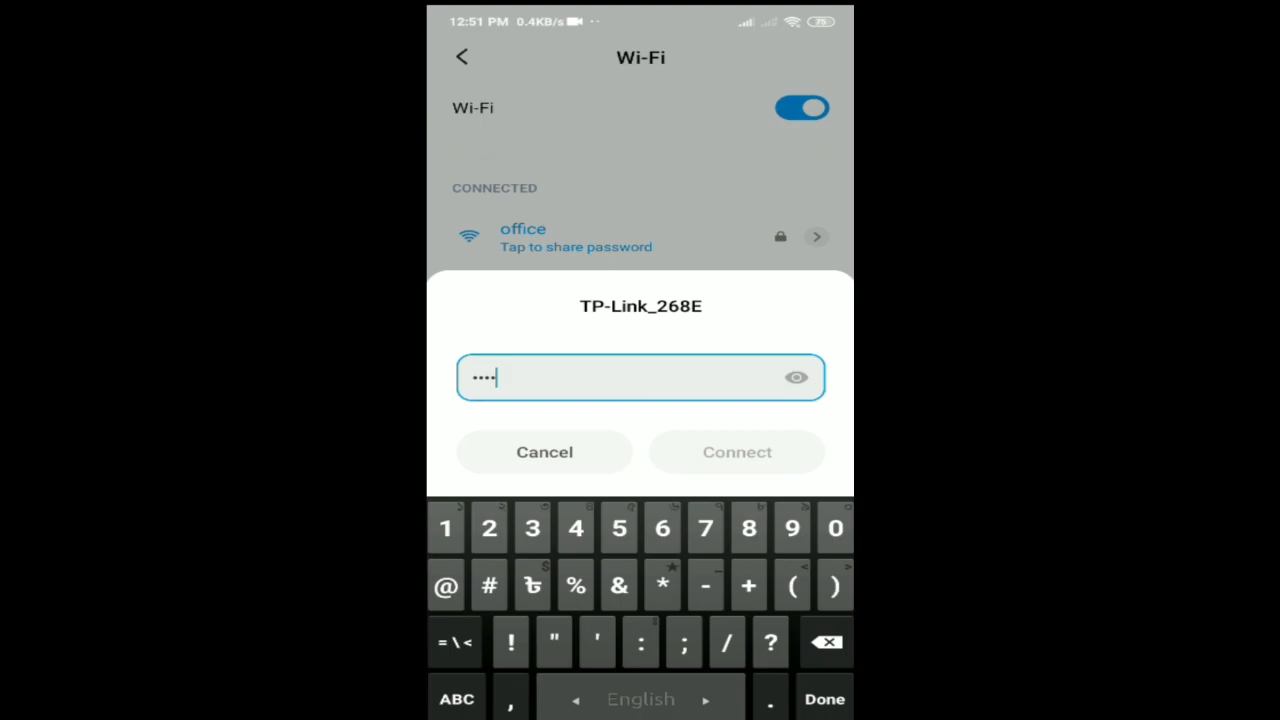 12:51 PM 0.4KB/s ··
75
Wi-Fi
Wi-Fi
CONNECTED
office
Tap to share password
TP-Link_268E
••••
Cancel Connect
1 2 3 4 5 6 7 8 9 0
$ ★ _ < >
@ # ৳ % & * - + ( )
= \ < ! " ' : ; / ?
ABC , ◂ English ▸ . Done